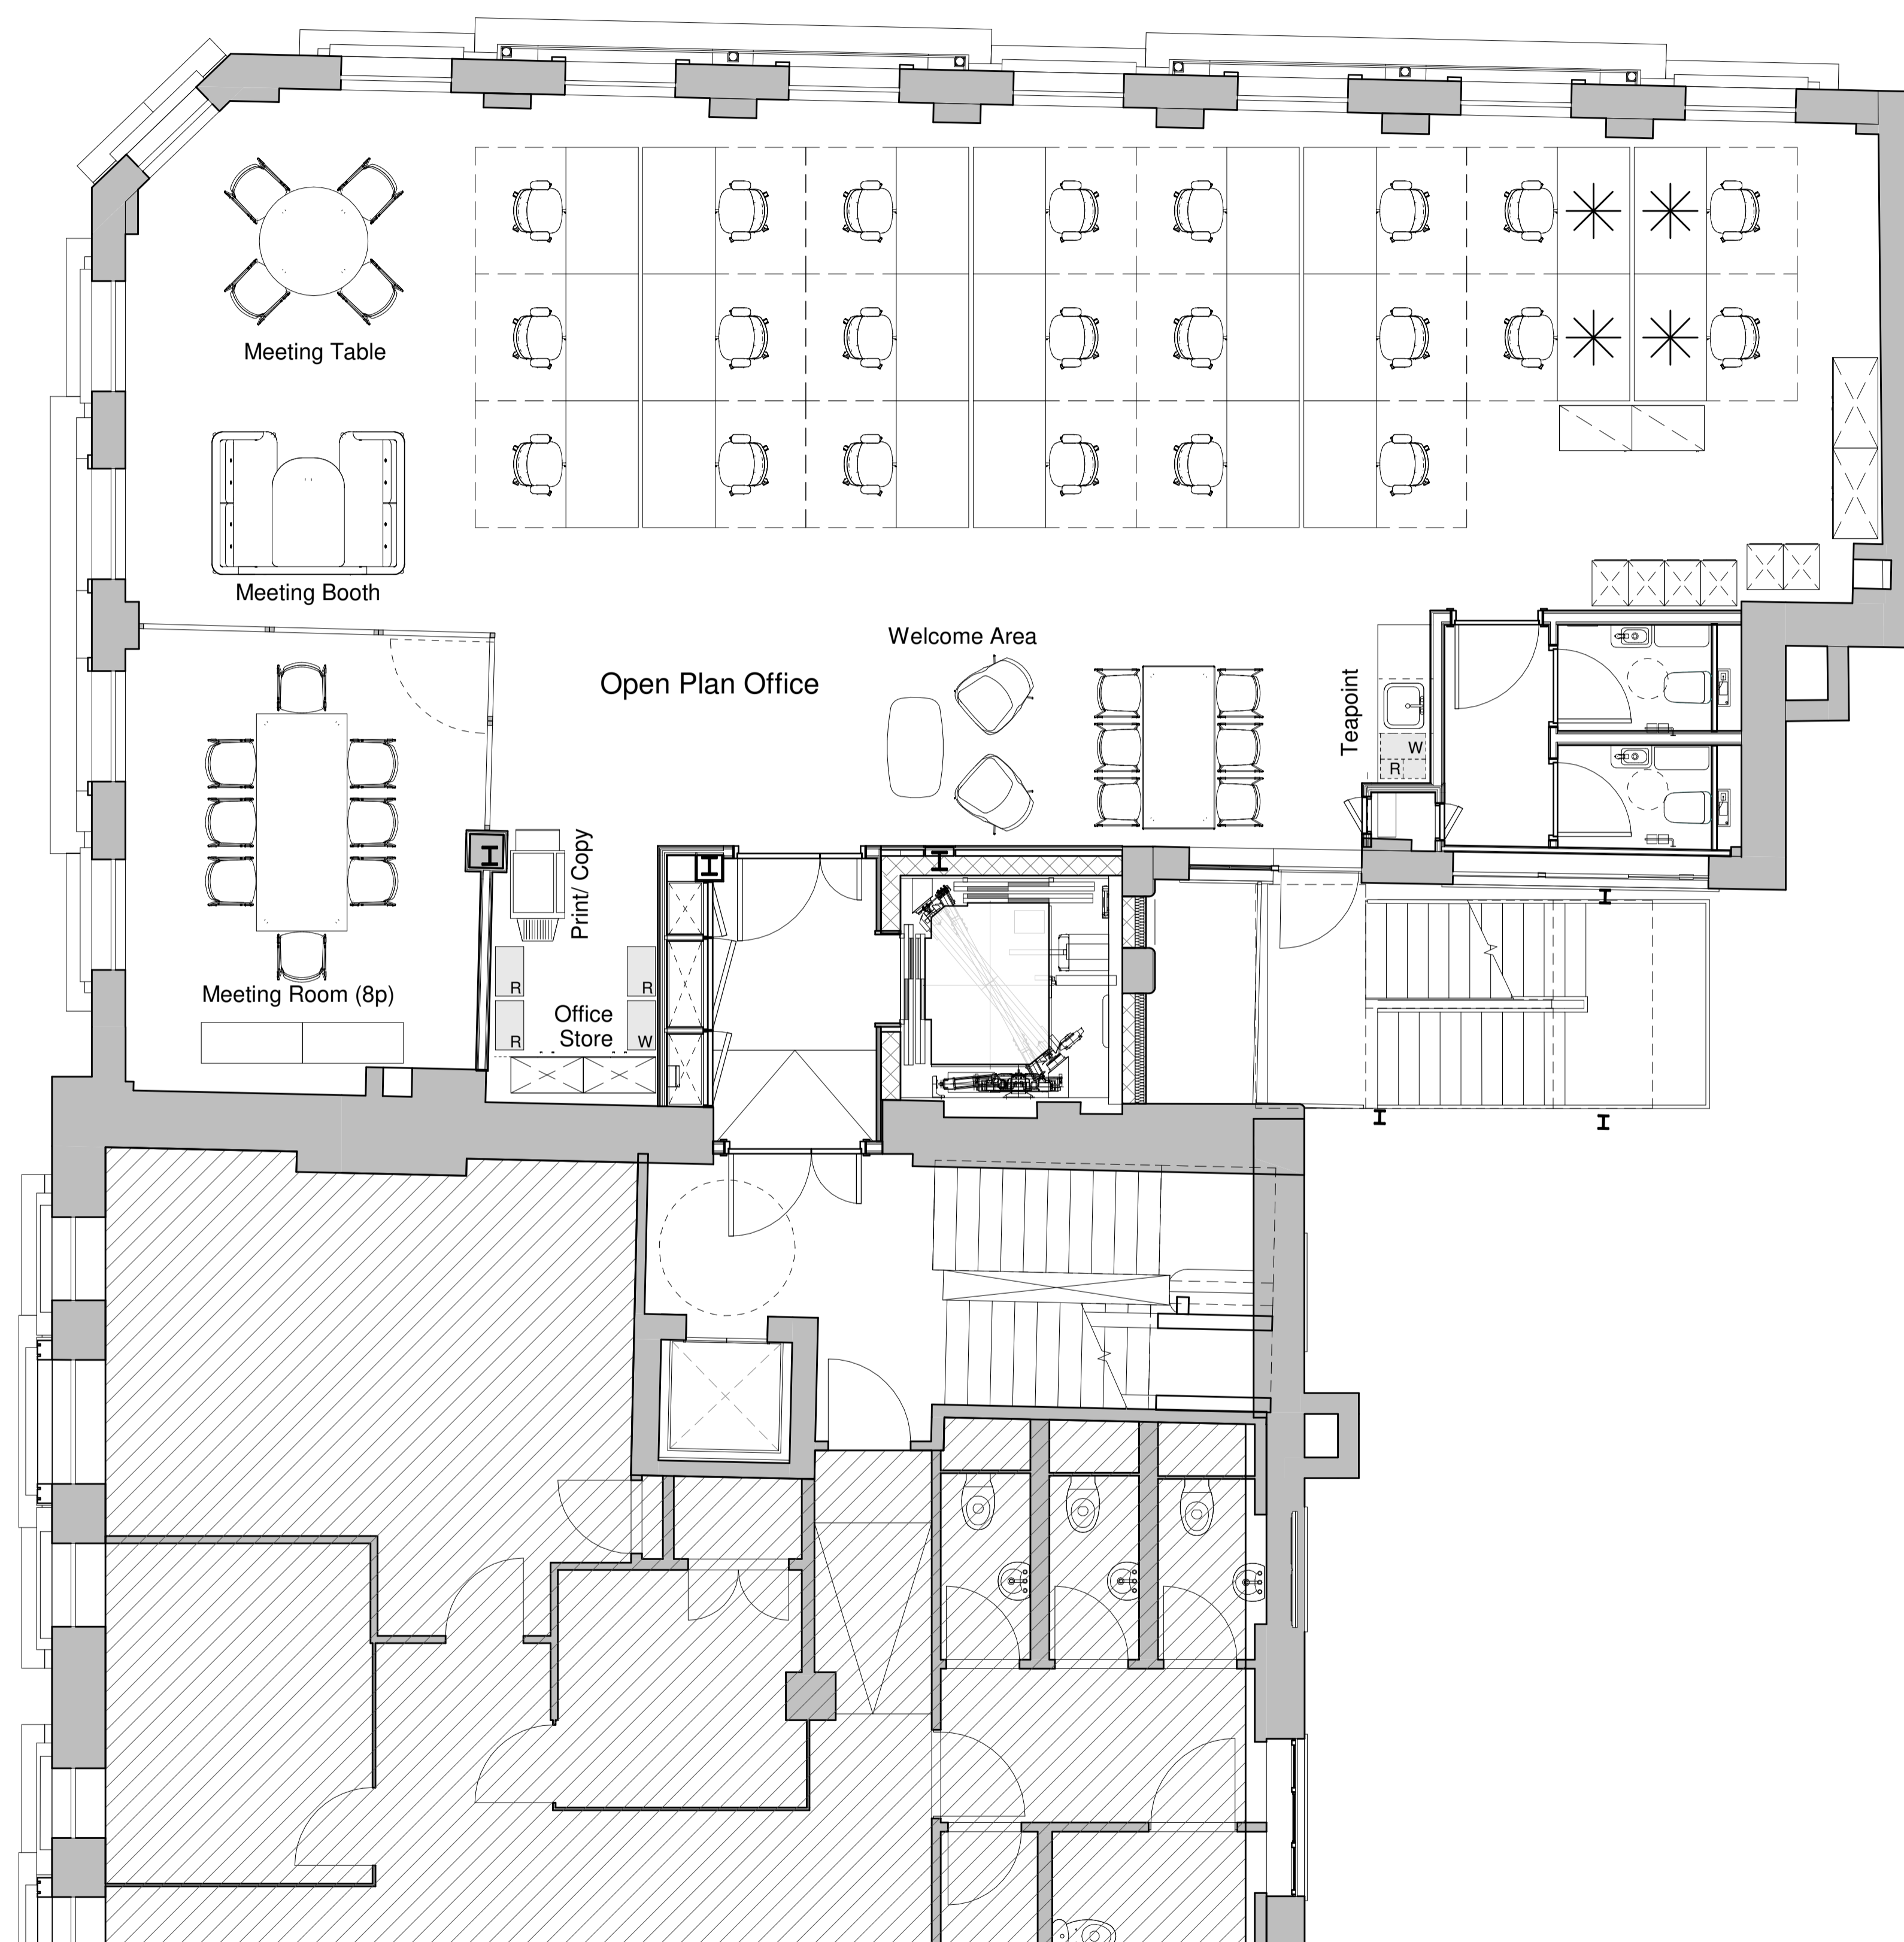 Meeting Table
Meeting Booth
Welcome Area
Open Plan Office
Teapoint
W
R
Print/ Copy
Meeting Room (8p)
R
R
Office
Store
R
W